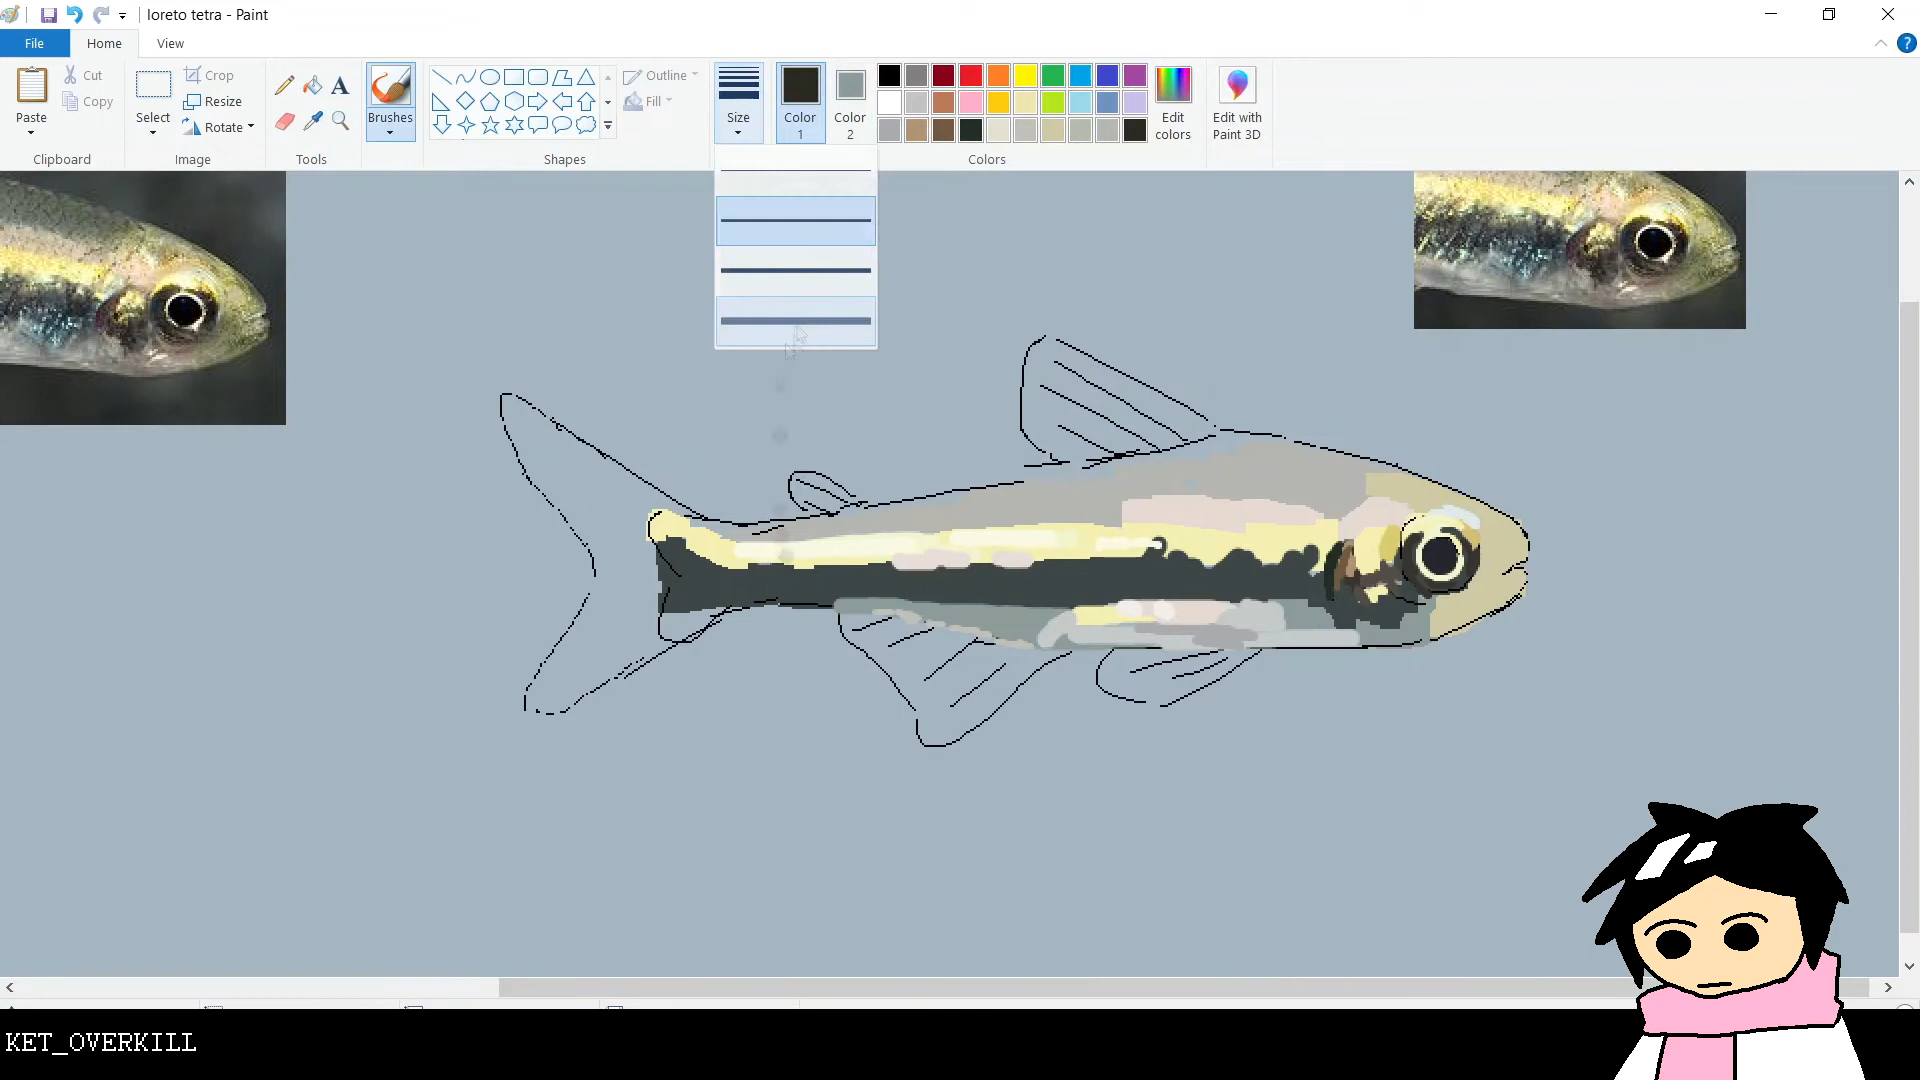 loreto tetra - Paint
File Home View
Paste
Cut
Copy
Clipboard
Select
Crop
Resize
Rotate
Image
A
Tools
Brushes
Outline
Fill
Shapes
Size
Color 1
Color 2
Colors
Edit colors
Edit with Paint 3D
KET_OVERKILL